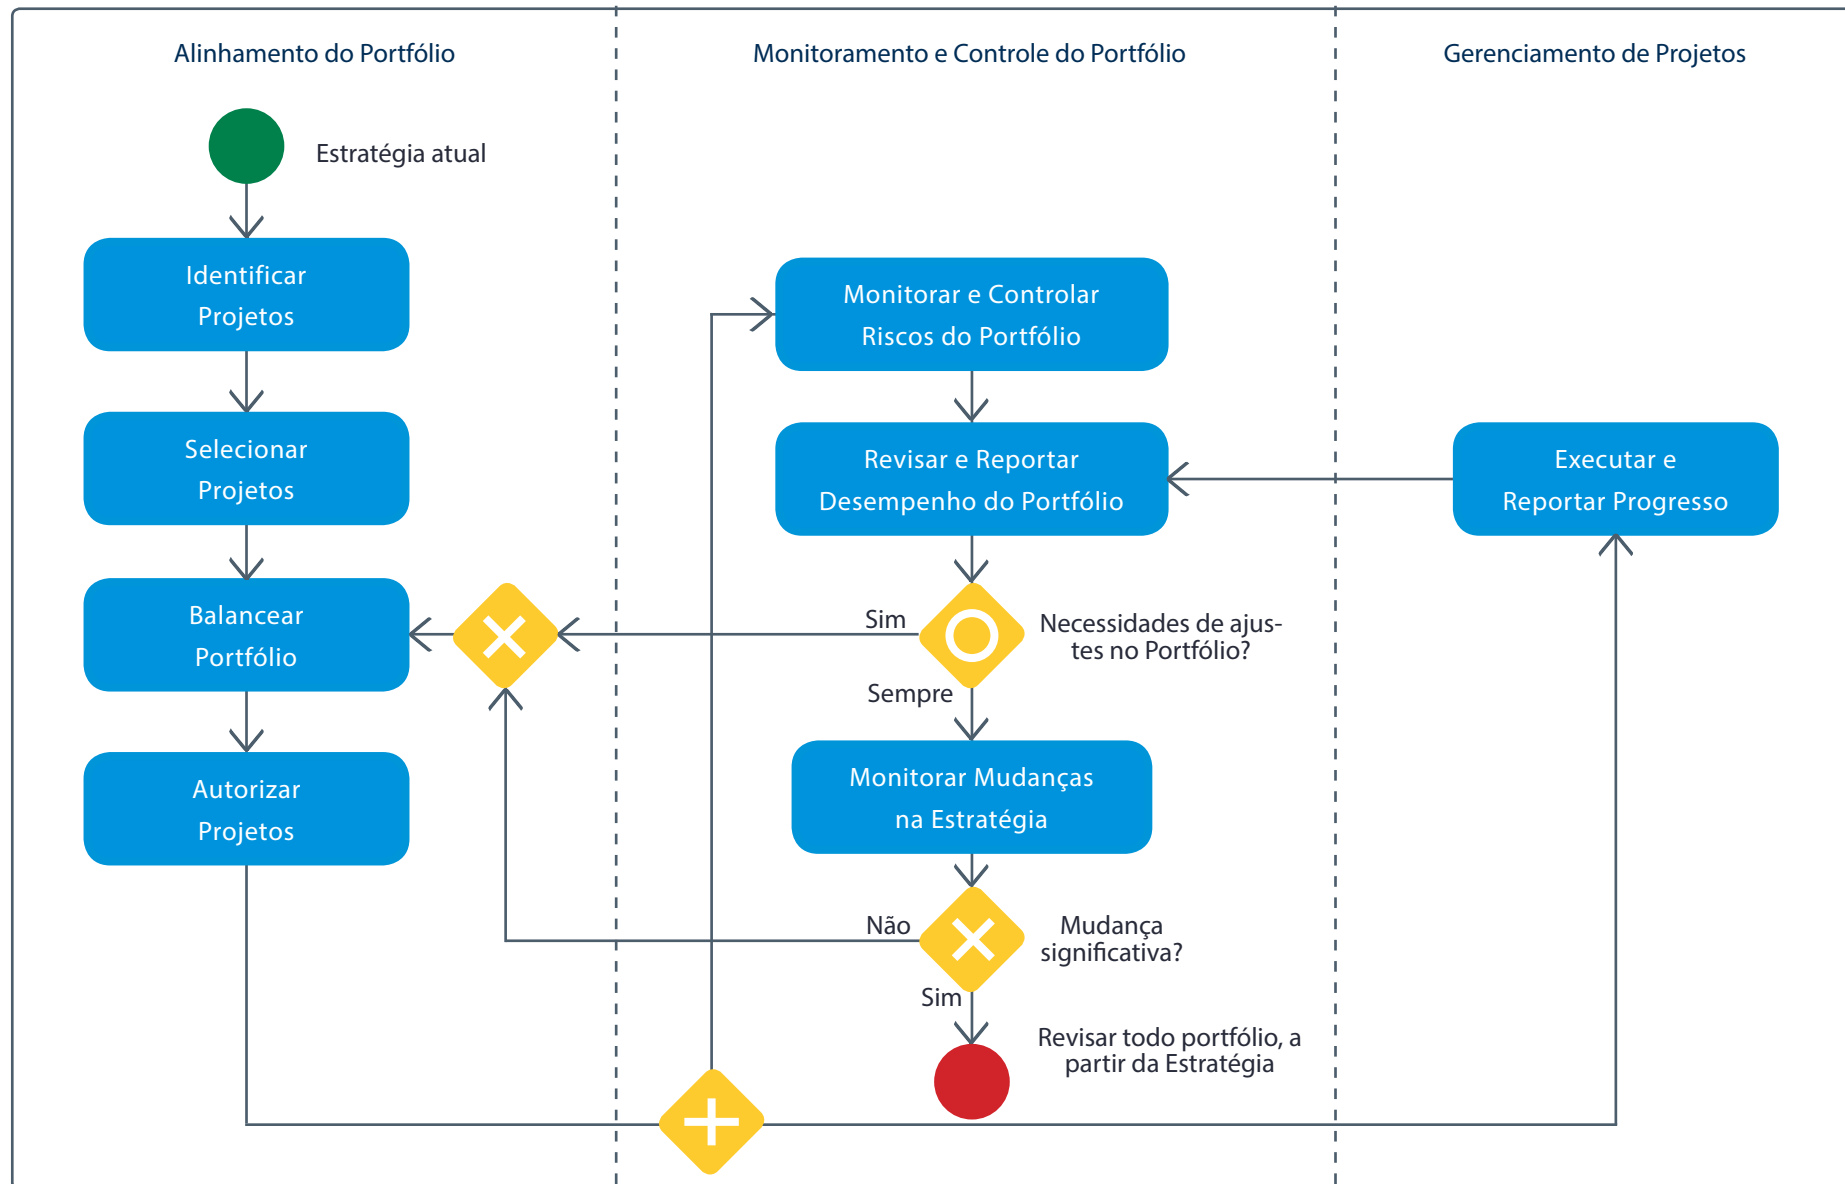 Alinhamento do Portfólio
Monitoramento e Controle do Portfólio
Gerenciamento de Projetos
Estratégia atual
Identificar
Projetos
Selecionar
Projetos
Balancear
Portfólio
Autorizar
Projetos
Monitorar e Controlar
Riscos do Portfólio
Revisar e Reportar
Desempenho do Portfólio
Sim
Necessidades de ajus-
tes no Portfólio?
Sempre
Monitorar Mudanças
na Estratégia
Não
Mudança
significativa?
Sim
Revisar todo portfólio, a
partir da Estratégia
Executar e
Reportar Progresso